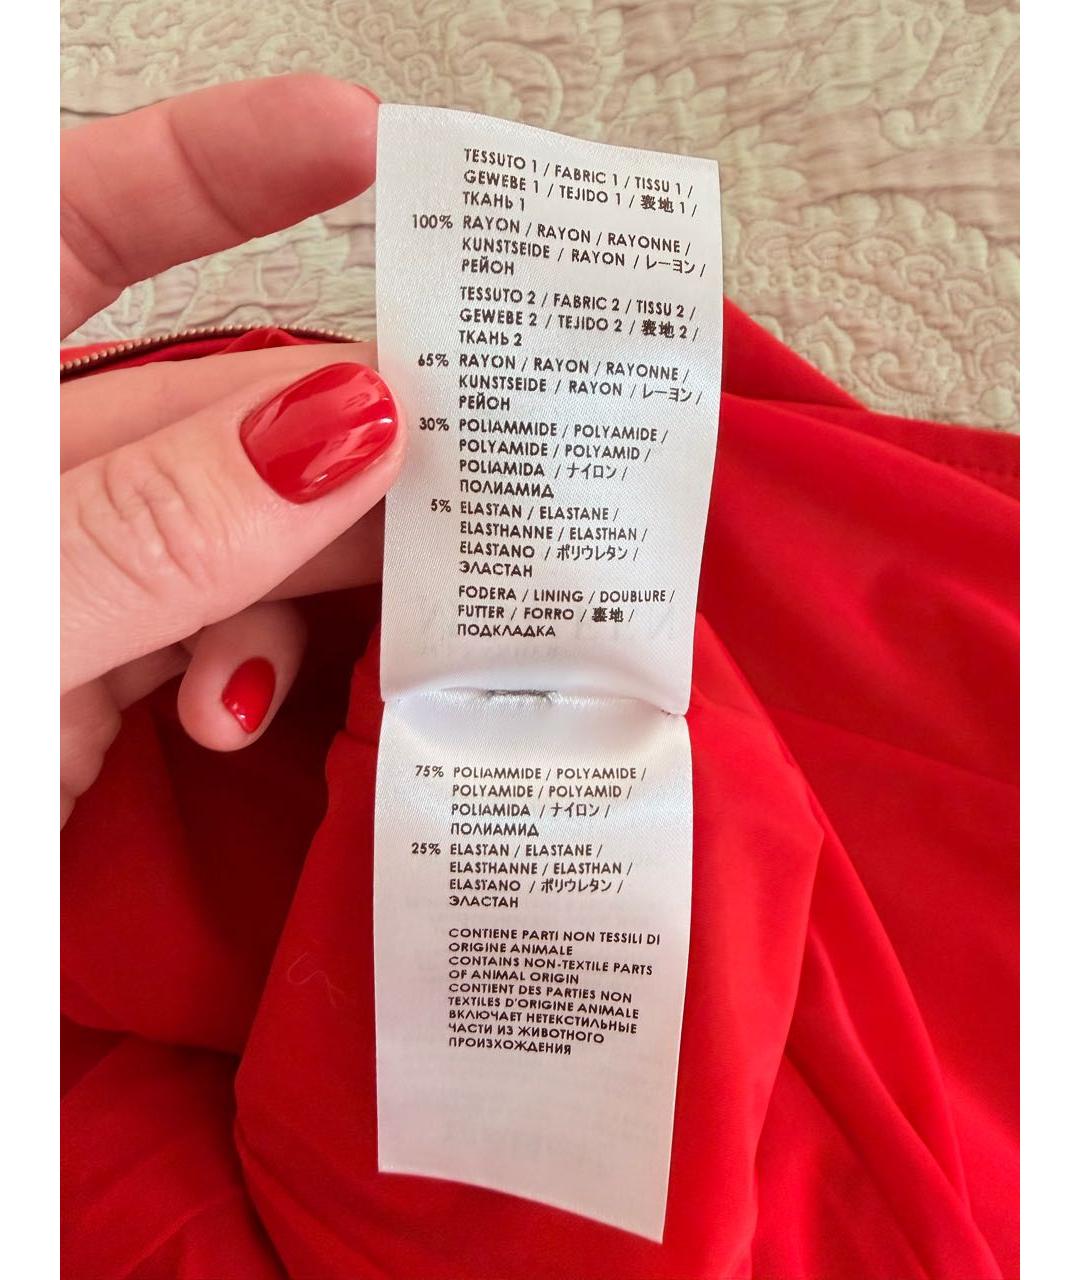 TESSUTO 1 / FABRIC 1 / TISSU 1 /
GEWEBE 1 / TEJIDO 1 / 表地 1 /
ТКАНЬ 1
100% RAYON / RAYON / RAYONNE /
KUNSTSEIDE / RAYON / レーヨン /
РЕЙОН
TESSUTO 2 / FABRIC 2 / TISSU 2 /
GEWEBE 2 / TEJIDO 2 / 表地 2 /
ТКАНЬ 2
65% RAYON / RAYON / RAYONNE /
KUNSTSEIDE / RAYON / レーヨン /
РЕЙОН
30% POLIAMMIDE / POLYAMIDE /
POLYAMIDE / POLYAMID /
POLIAMIDA / ナイロン /
ПОЛИАМИД
5% ELASTAN / ELASTANE /
ELASTHANNE / ELASTHAN /
ELASTANO / ポリウレタン /
ЭЛАСТАН
FODERA / LINING / DOUBLURE /
FUTTER / FORRO / 裏地 /
ПОДКЛАДКА
75% POLIAMMIDE / POLYAMIDE /
POLYAMIDE / POLYAMID /
POLIAMIDA / ナイロン /
ПОЛИАМИД
25% ELASTAN / ELASTANE /
ELASTHANNE / ELASTHAN /
ELASTANO / ポリウレタン /
ЭЛАСТАН
CONTIENE PARTI NON TESSILI DI
ORIGINE ANIMALE
CONTAINS NON-TEXTILE PARTS
OF ANIMAL ORIGIN
CONTIENT DES PARTIES NON
TEXTILES D'ORIGINE ANIMALE
ВКЛЮЧАЕТ НЕТЕКСТИЛЬНЫЕ
ЧАСТИ ИЗ ЖИВОТНОГО
ПРОИЗХОЖДЕНИЯ